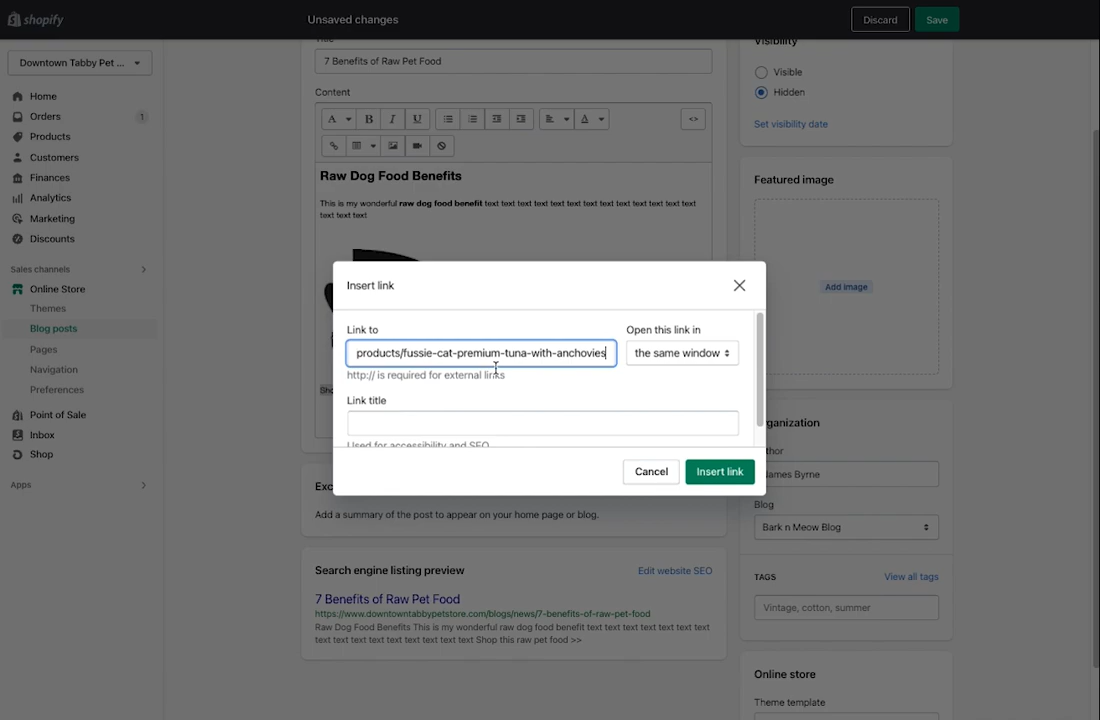 shopify
Unsaved changes
Discard
Save
Downtown Tabby Pet ...
Home
Orders
1
Products
Customers
Finances
Analytics
Marketing
Discounts
Sales channels
Online Store
Themes
Blog posts
Pages
Navigation
Preferences
Point of Sale
Inbox
Shop
Apps
7 Benefits of Raw Pet Food
Content
A
B
I
U
A
<>
Raw Dog Food Benefits
This is my wonderful raw dog food benefit text text text text text text text text text text text text text
text text text
Insert link
Link to
Open this link in
products/fussie-cat-premium-tuna-with-anchovies
the same window
http:// is required for external links
Link title
Used for accessibility and SEO
Cancel
Insert link
Add a summary of the post to appear on your home page or blog.
Search engine listing preview
Edit website SEO
7 Benefits of Raw Pet Food
https://www.downtowntabbypetstore.com/blogs/news/7-benefits-of-raw-pet-food
Raw Dog Food Benefits This is my wonderful raw dog food benefit text text text text text text text
text text text text text text text text text Shop this raw pet food >>
Visibility
Visible
Hidden
Set visibility date
Featured image
Add image
James Byrne
Blog
Bark n Meow Blog
TAGS
View all tags
Vintage, cotton, summer
Online store
Theme template